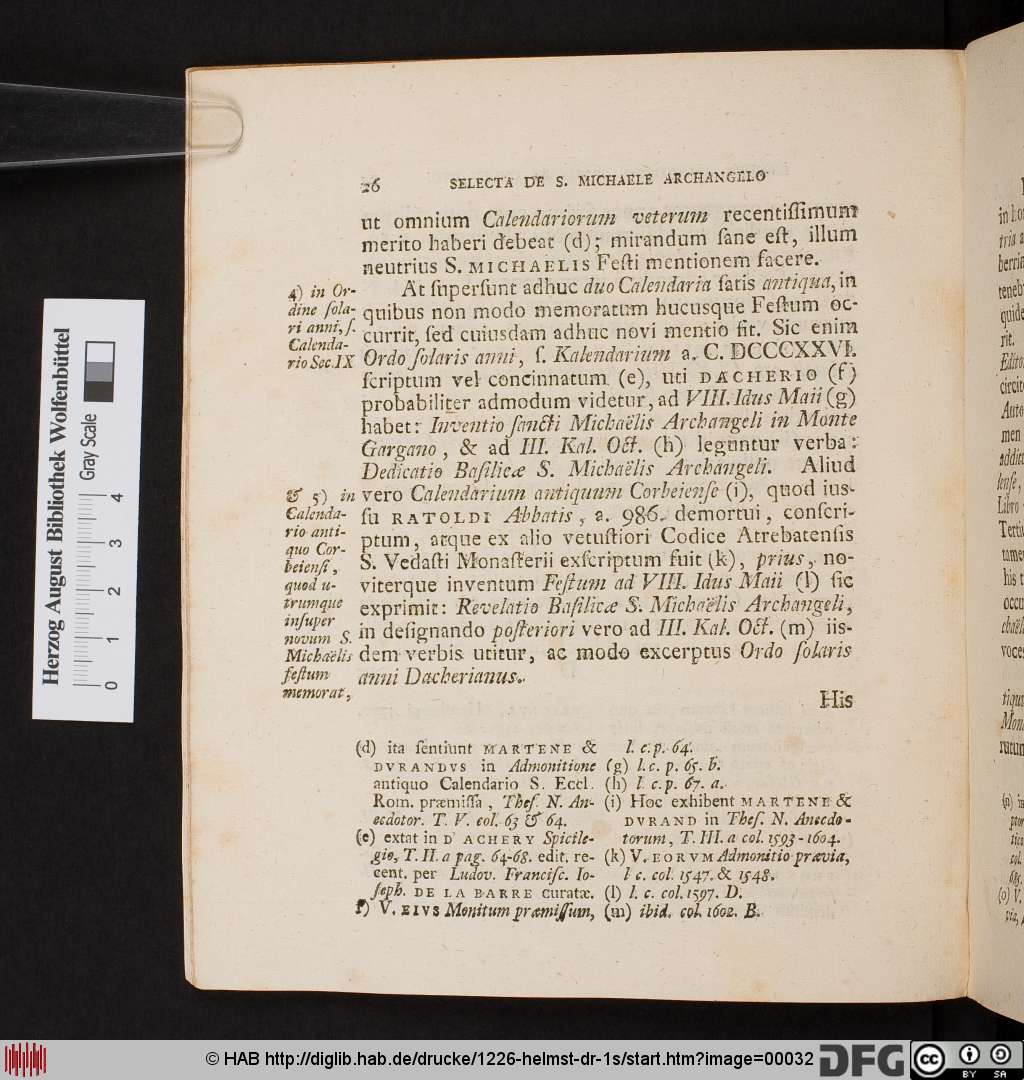 26 SELECTA DE S. MICHAELE ARCHANGELO
ut omnium Calendariorum veterum recentiſſimum
merito haberi debeat (d); mirandum ſane eſt, illum
neutrius S. MICHAELIS Feſti mentionem facere.
4) in Or-
dine ſola-
ri anni, ſ.
Calenda-
rio Sec. IX
At ſuperſunt adhuc duo Calendaria ſatis antiqua, in
quibus non modo memoratum hucusque Feſtum oc-
currit, ſed cuiusdam adhuc novi mentio fit. Sic enim
Ordo ſolaris anni, ſ. Kalendarium a. C. DCCCXXVI.
ſcriptum vel concinnatum (e), uti DACHERIO (f)
probabiliter admodum videtur, ad VIII. Idus Maii (g)
habet: Inventio ſancti Michaëlis Archangeli in Monte
Gargano, & ad III. Kal. Oct. (h) leguntur verba:
Dedicatio Baſilicæ S. Michaëlis Archangeli. Aliud
& 5) in
Calenda-
rio anti-
quo Cor-
beienſi,
quod u-
trumque
inſuper
novum S.
Michaëlis
feſtum
memorat,
vero Calendarium antiquum Corbeienſe (i), quod ius-
ſu RATOLDI Abbatis, a. 986. demortui, conſcri-
ptum, atque ex alio vetuſtiori Codice Atrebatenſis
S. Vedaſti Monaſterii exſcriptum fuit (k), prius, no-
viterque inventum Feſtum ad VIII. Idus Maii (l) ſic
exprimit: Revelatio Baſilicæ S. Michaëlis Archangeli,
in deſignando poſteriori vero ad III. Kal. Oct. (m) iis-
dem verbis utitur, ac modo excerptus Ordo ſolaris
anni Dacherianus.
His
(d) ita ſentiunt MARTENE &
DVRANDVS in Admonitione
antiquo Calendario S. Eccl.
Rom. præmiſſa, Theſ. N. An-
ecdotor. T. V. col. 63 & 64.
(e) extat in D' ACHERY Spicile-
gio, T. II. a pag. 64-68. edit. re-
cent. per Ludov. Franciſc. Io-
ſeph. DE LA BARRE curatæ.
f) V. EIVS Monitum præmiſſum,
l. c. p. 64.
(g) l. c. p. 65. b.
(h) l. c. p. 67. a.
(i) Hoc exhibent MARTENE &
DVRAND in Theſ. N. Anecdo-
torum, T. III. a col. 1593-1604.
(k) V. EORVM Admonitio prævia,
l c. col. 1547. & 1548.
(l) l. c. col. 1597. D.
(m) ibid. col. 1602. B.
Herzog August Bibliothek Wolfenbüttel
Gray Scale
0 1 2 3 4 cm
© HAB http://diglib.hab.de/drucke/1226-helmst-dr-1s/start.htm?image=00032
DFG
cc BY SA